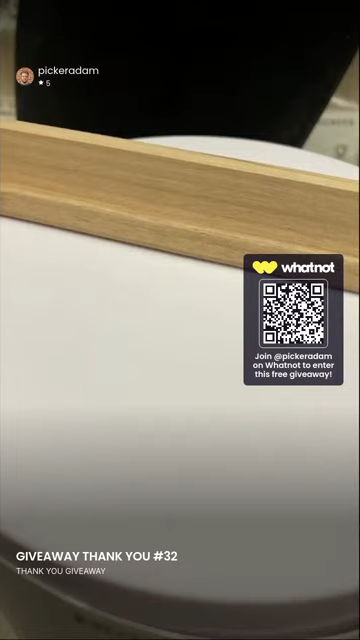 pickeradam
★ 5
whatnot
Join @pickeradam
on Whatnot to enter
this free giveaway!
GIVEAWAY THANK YOU #32
THANK YOU GIVEAWAY